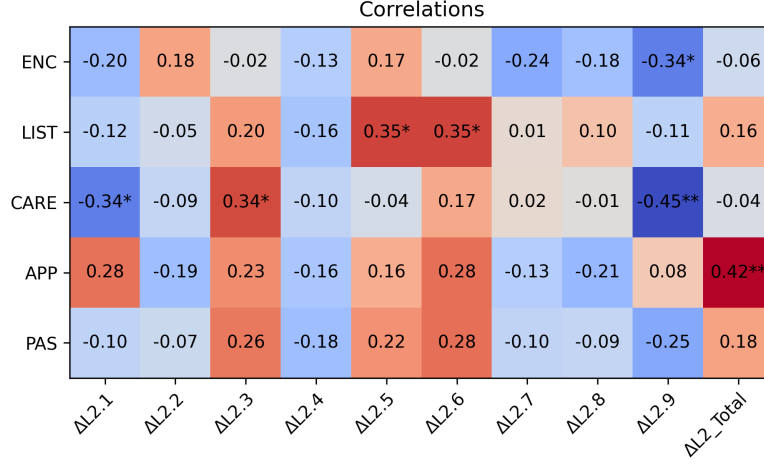 Correlations
ENC -0.20 0.18 -0.02 -0.13 0.17 -0.02 -0.24 -0.18 -0.34* -0.06
LIST -0.12 -0.05 0.20 -0.16 0.35* 0.35* 0.01 0.10 -0.11 0.16
CARE -0.34* -0.09 0.34* -0.10 -0.04 0.17 0.02 -0.01 -0.45** -0.04
APP 0.28 -0.19 0.23 -0.16 0.16 0.28 -0.13 -0.21 0.08 0.42**
PAS -0.10 -0.07 0.26 -0.18 0.22 0.28 -0.10 -0.09 -0.25 0.18
ΔL2.1 ΔL2.2 ΔL2.3 ΔL2.4 ΔL2.5 ΔL2.6 ΔL2.7 ΔL2.8 ΔL2.9 ΔL2_Total